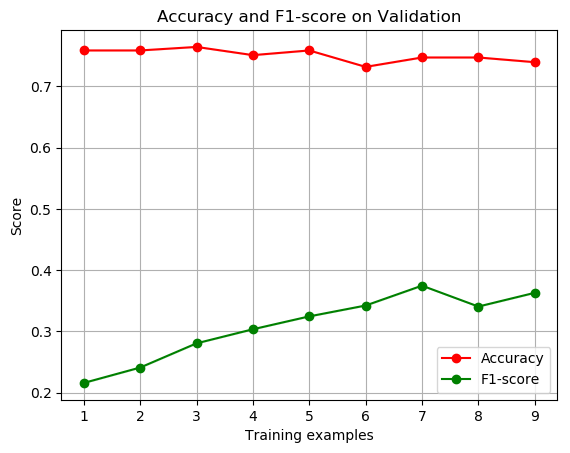 Accuracy and F1-score on Validation
Score
0.7
0.6
0.5
0.4
0.3
0.2
Accuracy
F1-score
1 2 3 4 5 6 7 8 9
Training examples